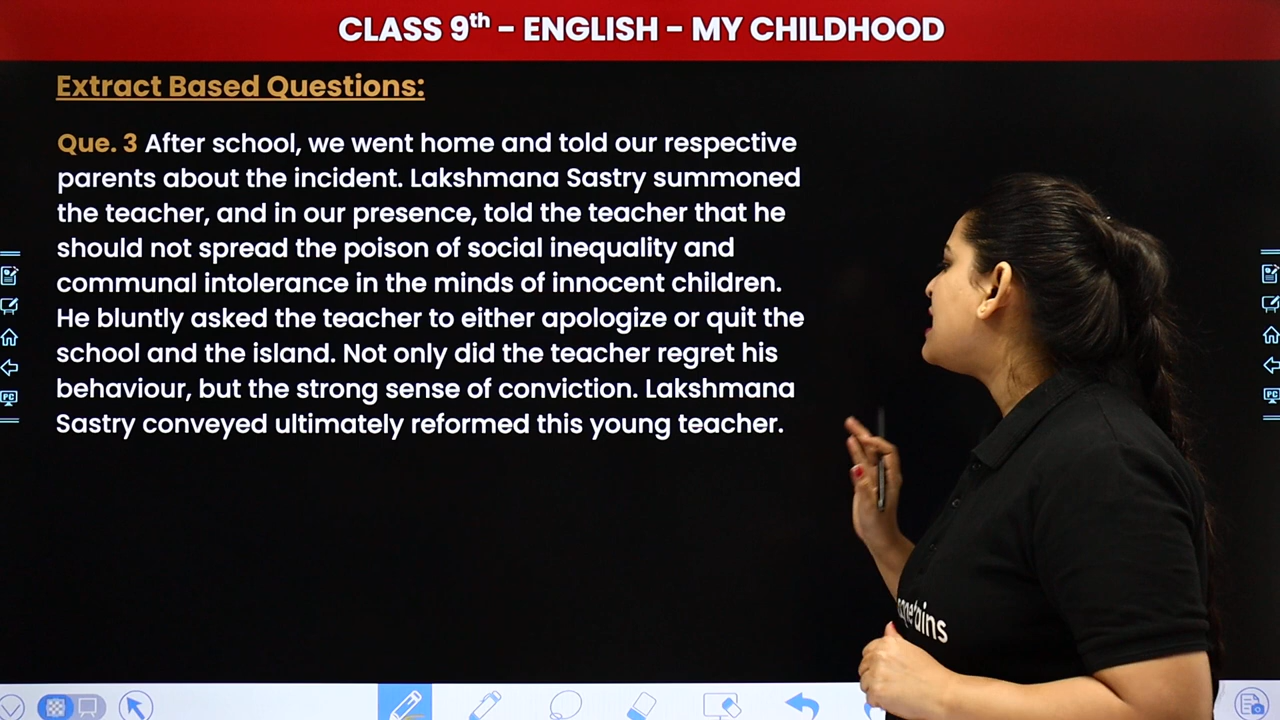 CLASS 9th - ENGLISH - MY CHILDHOOD
Extract Based Questions:
Que. 3 After school, we went home and told our respective
parents about the incident. Lakshmana Sastry summoned
the teacher, and in our presence, told the teacher that he
should not spread the poison of social inequality and
communal intolerance in the minds of innocent children.
He bluntly asked the teacher to either apologize or quit the
school and the island. Not only did the teacher regret his
behaviour, but the strong sense of conviction. Lakshmana
Sastry conveyed ultimately reformed this young teacher.
PC
PC